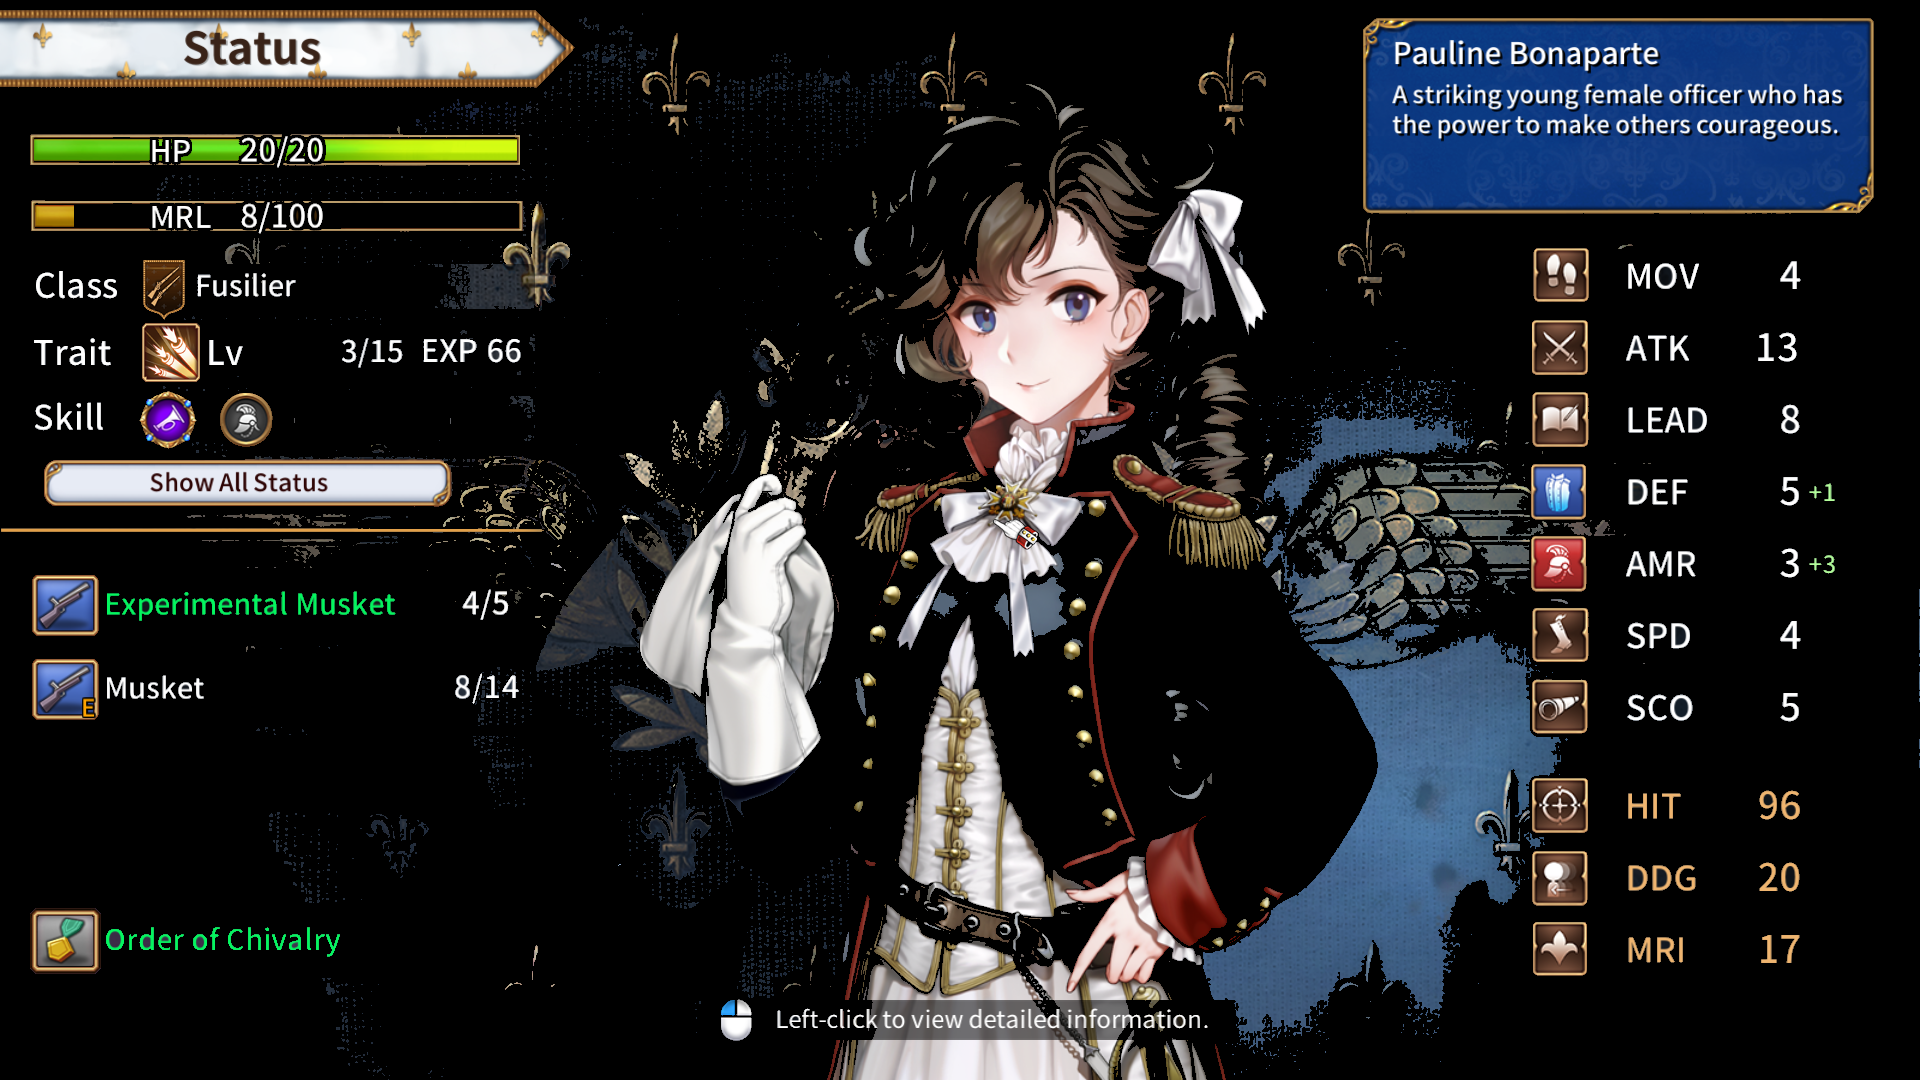 Status
HP 20/20
MRL 8/100
Class Fusilier
Trait Lv 3/15 EXP 66
Skill
Show All Status
Experimental Musket 4/5
E
Musket 8/14
Order of Chivalry
Pauline Bonaparte
A striking young female officer who has
the power to make others courageous.
MOV 4
ATK 13
LEAD 8
DEF 5 +1
AMR 3 +3
SPD 4
SCO 5
HIT 96
DDG 20
MRI 17
Left-click to view detailed information.